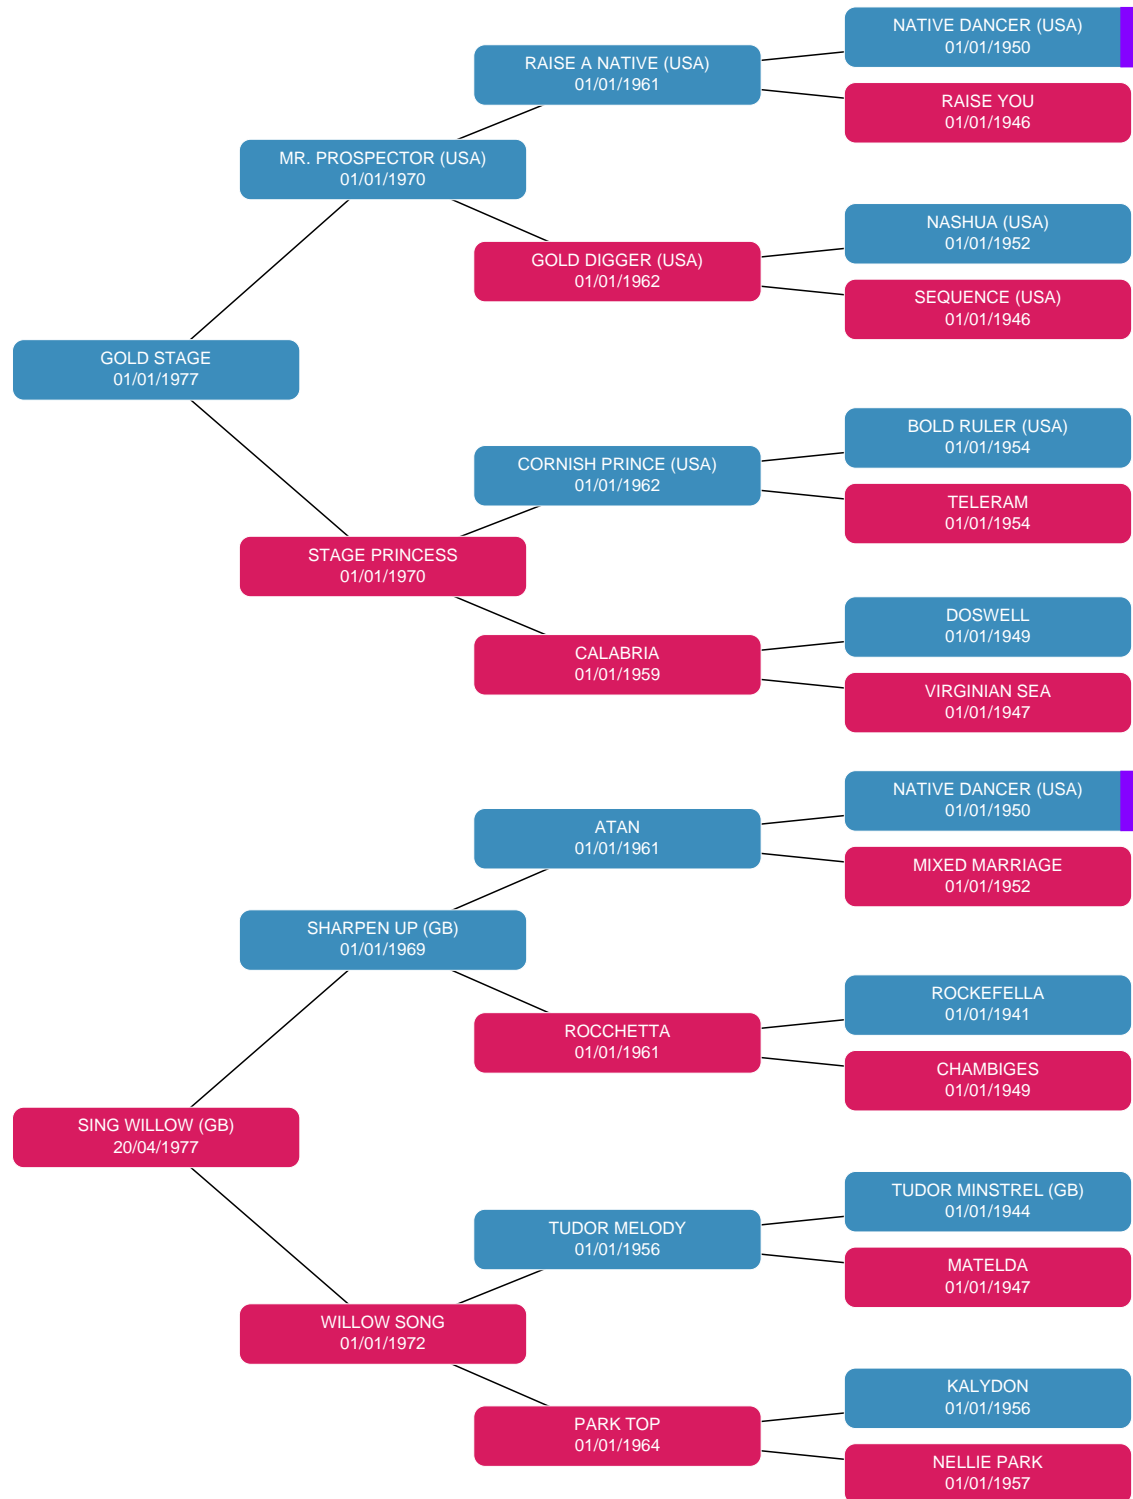 NATIVE DANCER (USA)
01/01/1950
RAISE A NATIVE (USA)
01/01/1961
RAISE YOU
01/01/1946
MR. PROSPECTOR (USA)
01/01/1970
NASHUA (USA)
01/01/1952
GOLD DIGGER (USA)
01/01/1962
SEQUENCE (USA)
01/01/1946
GOLD STAGE
01/01/1977
BOLD RULER (USA)
01/01/1954
CORNISH PRINCE (USA)
01/01/1962
TELERAM
01/01/1954
STAGE PRINCESS
01/01/1970
DOSWELL
01/01/1949
CALABRIA
01/01/1959
VIRGINIAN SEA
01/01/1947
NATIVE DANCER (USA)
01/01/1950
ATAN
01/01/1961
MIXED MARRIAGE
01/01/1952
SHARPEN UP (GB)
01/01/1969
ROCKEFELLA
01/01/1941
ROCCHETTA
01/01/1961
CHAMBIGES
01/01/1949
SING WILLOW (GB)
20/04/1977
TUDOR MINSTREL (GB)
01/01/1944
TUDOR MELODY
01/01/1956
MATELDA
01/01/1947
WILLOW SONG
01/01/1972
KALYDON
01/01/1956
PARK TOP
01/01/1964
NELLIE PARK
01/01/1957